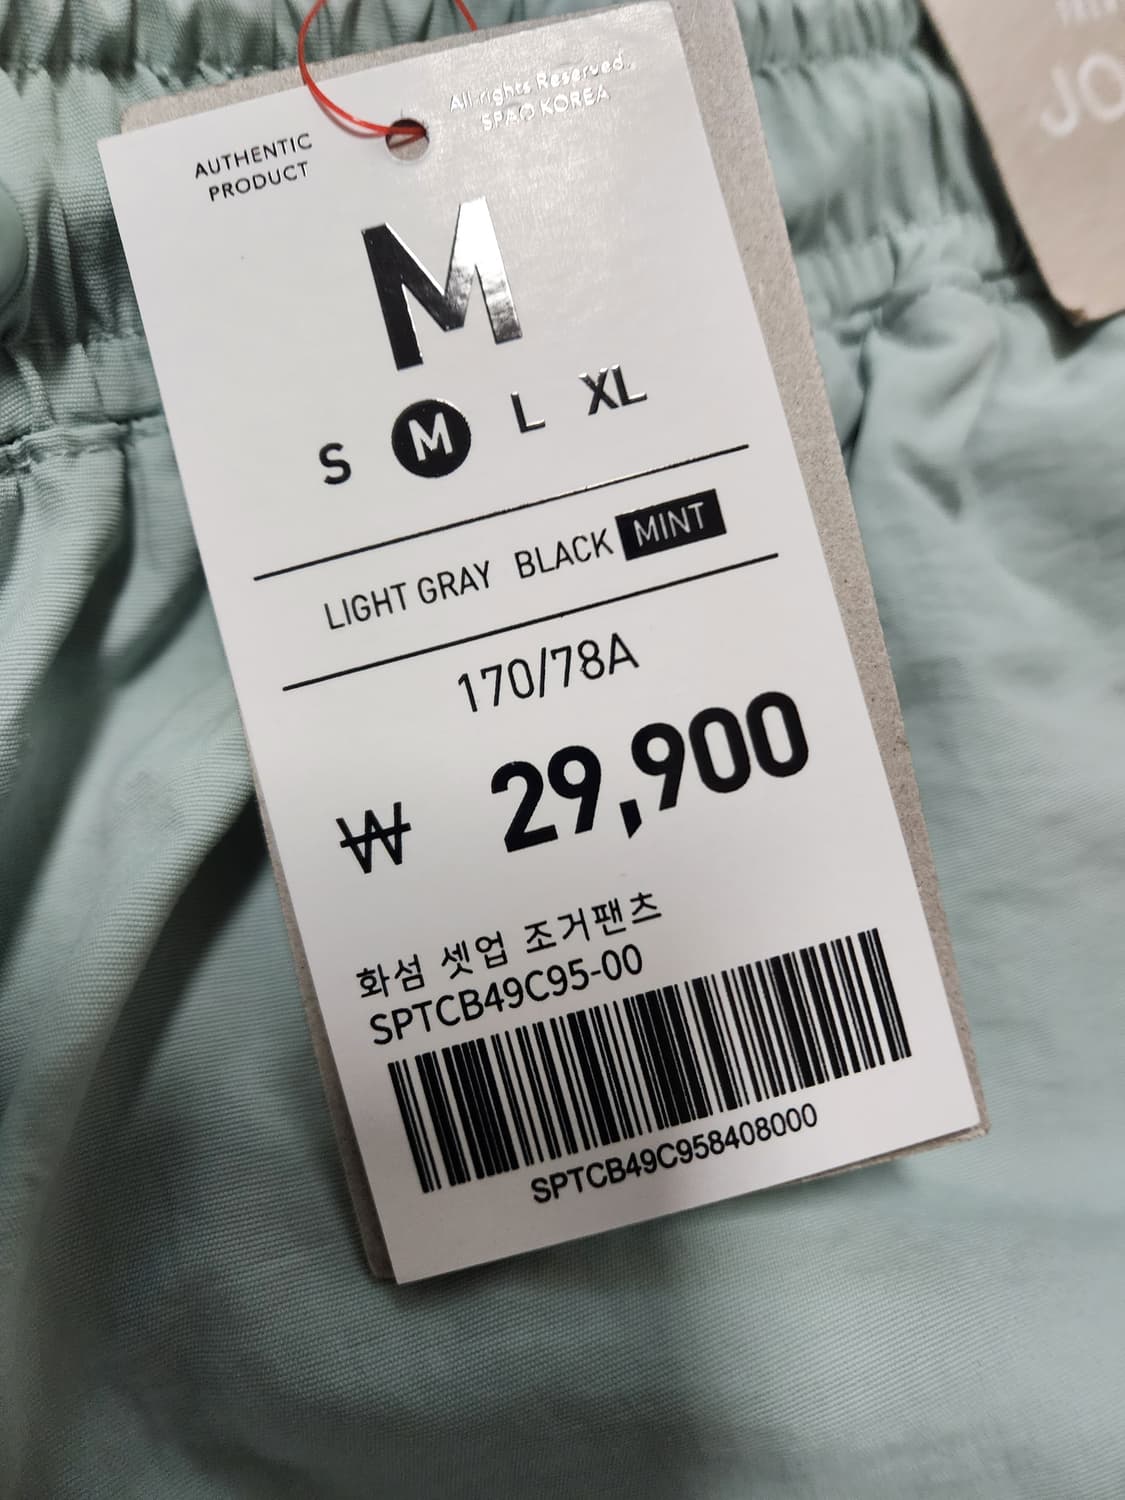 AUTHENTIC
PRODUCT
All rights Reserved.
SPAO KOREA
M
S M L XL
LIGHT GRAY BLACK MINT
170/78A
₩ 29,900
화섬 셋업 조거팬츠
SPTCB49C95-00
SPTCB49C958408000
JO